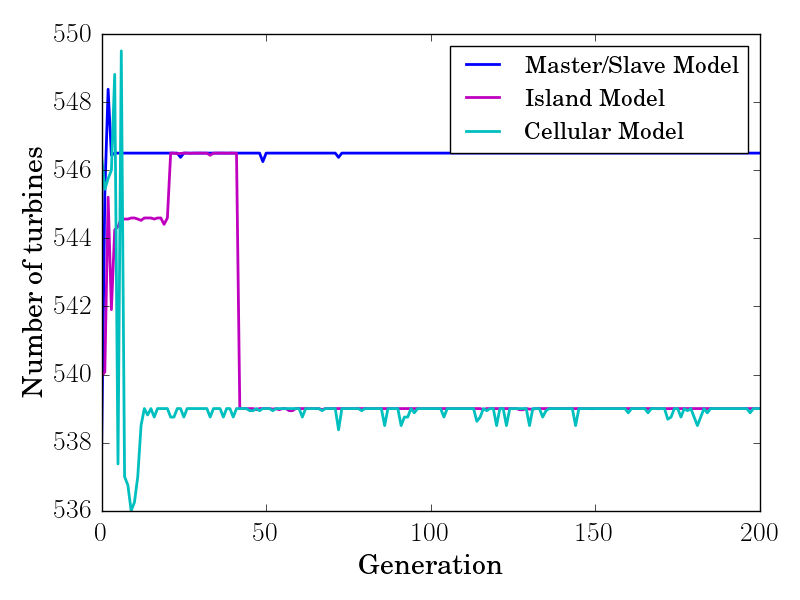 550
548
546
544
542
540
538
536
Number of turbines
Master/Slave Model
Island Model
Cellular Model
0
50
100
150
200
Generation